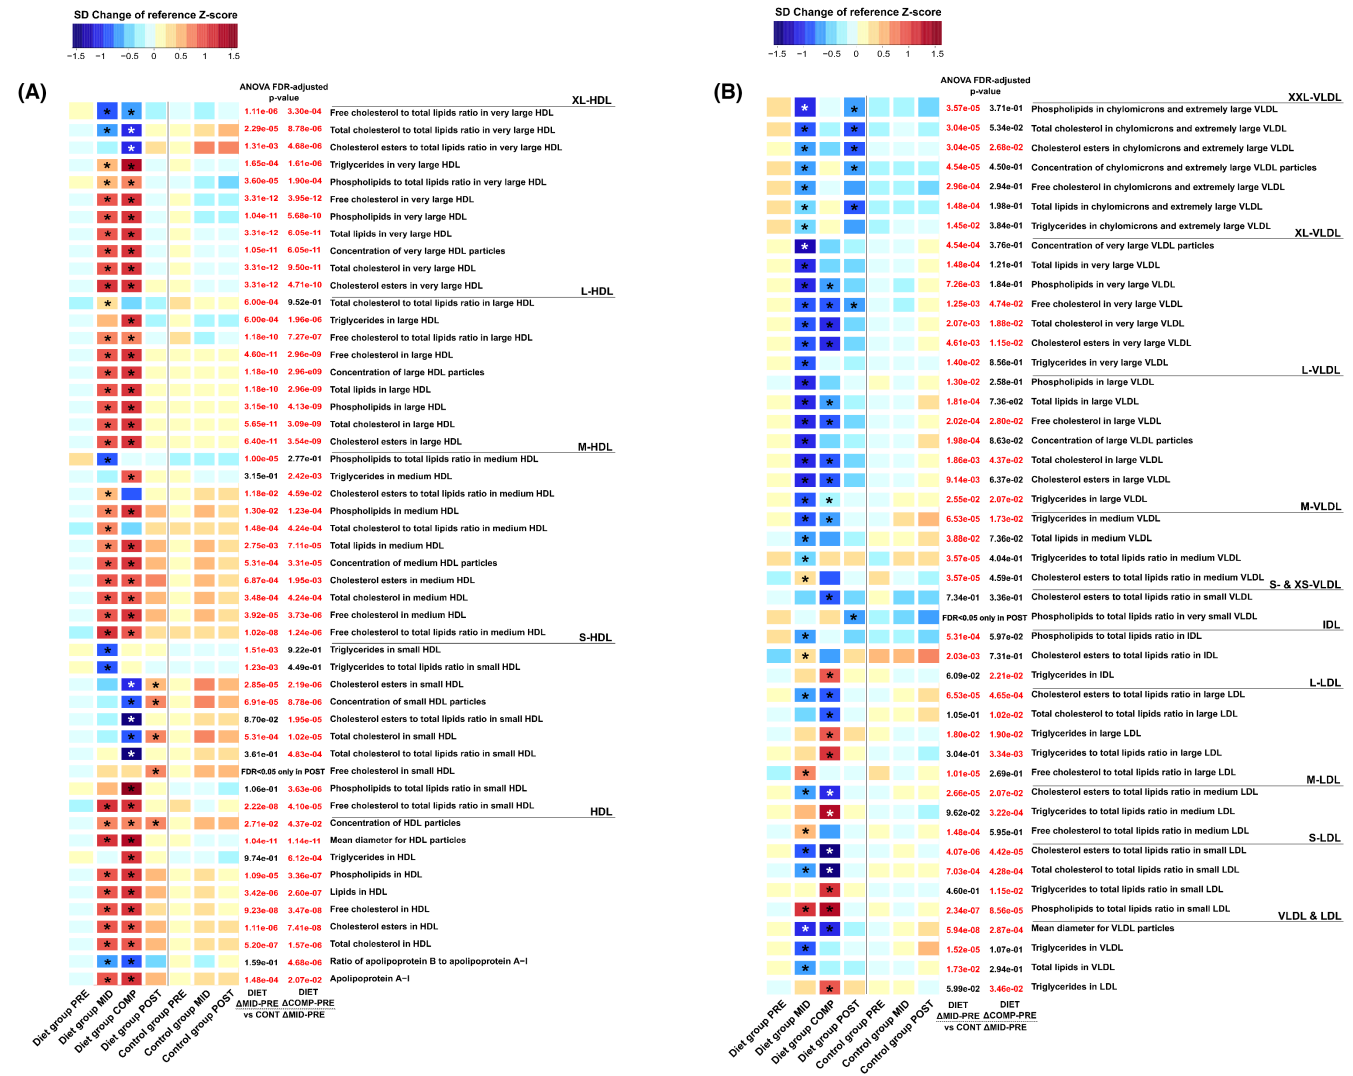 SD Change of reference Z-score
−1.5 −1 −0.5 0 0.5 1 1.5
(A)
ANOVA FDR-adjusted
p-value
XL-HDL
1.11e-06 3.30e-04 Free cholesterol to total lipids ratio in very large HDL
2.29e-05 8.78e-06 Total cholesterol to total lipids ratio in very large HDL
1.31e-03 4.68e-06 Cholesterol esters to total lipids ratio in very large HDL
1.65e-04 1.61e-06 Triglycerides in very large HDL
3.60e-05 1.90e-04 Phospholipids to total lipids ratio in very large HDL
3.31e-12 3.95e-12 Free cholesterol in very large HDL
1.04e-11 5.68e-10 Phospholipids in very large HDL
3.31e-12 6.05e-11 Total lipids in very large HDL
1.05e-11 6.05e-11 Concentration of very large HDL particles
3.31e-12 9.50e-11 Total cholesterol in very large HDL
3.31e-12 4.71e-10 Cholesterol esters in very large HDL
L-HDL
6.00e-04 9.52e-01 Total cholesterol to total lipids ratio in large HDL
6.00e-04 1.96e-06 Triglycerides in large HDL
1.18e-10 7.27e-07 Free cholesterol to total lipids ratio in large HDL
4.60e-11 2.96e-09 Free cholesterol in large HDL
1.18e-10 2.96-e09 Concentration of large HDL particles
1.18e-10 2.96e-09 Total lipids in large HDL
3.15e-10 4.13e-09 Phospholipids in large HDL
5.65e-11 3.09e-09 Total cholesterol in large HDL
6.40e-11 3.54e-09 Cholesterol esters in large HDL
M-HDL
1.00e-05 2.77e-01 Phospholipids to total lipids ratio in medium HDL
3.15e-01 2.42e-03 Triglycerides in medium HDL
1.18e-02 4.59e-02 Cholesterol esters to total lipids ratio in medium HDL
1.30e-02 1.23e-04 Phospholipids in medium HDL
1.48e-04 4.24e-04 Total cholesterol to total lipids ratio in medium HDL
2.75e-03 7.11e-05 Total lipids in medium HDL
5.31e-04 3.31e-05 Concentration of medium HDL particles
6.87e-04 1.95e-03 Cholesterol esters in medium HDL
3.48e-04 4.24e-04 Total cholesterol in medium HDL
3.92e-05 3.73e-06 Free cholesterol in medium HDL
1.02e-08 1.24e-06 Free cholesterol to total lipids ratio in medium HDL
S-HDL
1.51e-03 9.22e-01 Triglycerides in small HDL
1.23e-03 4.49e-01 Triglycerides to total lipids ratio in small HDL
2.85e-05 2.19e-06 Cholesterol esters in small HDL
6.91e-05 8.78e-06 Concentration of small HDL particles
8.70e-02 1.95e-05 Cholesterol esters to total lipids ratio in small HDL
5.31e-04 1.02e-05 Total cholesterol in small HDL
3.61e-01 4.83e-04 Total cholesterol to total lipids ratio in small HDL
FDR<0.05 only in POST Free cholesterol in small HDL
1.06e-01 3.63e-06 Phospholipids to total lipids ratio in small HDL
2.22e-08 4.10e-05 Free cholesterol to total lipids ratio in small HDL
HDL
2.71e-02 4.37e-02 Concentration of HDL particles
1.04e-11 1.14e-11 Mean diameter for HDL particles
9.74e-01 6.12e-04 Triglycerides in HDL
1.09e-05 3.36e-07 Phospholipids in HDL
3.42e-06 2.60e-07 Lipids in HDL
9.23e-08 3.47e-08 Free cholesterol in HDL
1.11e-06 7.41e-08 Cholesterol esters in HDL
5.20e-07 1.57e-06 Total cholesterol in HDL
1.59e-01 4.68e-06 Ratio of apolipoprotein B to apolipoprotein A−I
1.48e-04 2.07e-02 Apolipoprotein A−I
Diet group PRE
Diet group MID
Diet group COMP
Diet group POST
Control group PRE
Control group MID
Control group POST
DIET DIET
ΔMID-PRE ΔCOMP-PRE
vs CONT ΔMID-PRE
SD Change of reference Z-score
−1.5 −1 −0.5 0 0.5 1 1.5
(B)
ANOVA FDR-adjusted
p-value
XXL-VLDL
3.57e-05 3.71e-01 Phospholipids in chylomicrons and extremely large VLDL
3.04e-05 5.34e-02 Total cholesterol in chylomicrons and extremely large VLDL
3.04e-05 2.68e-02 Cholesterol esters in chylomicrons and extremely large VLDL
4.54e-05 4.50e-01 Concentration of chylomicrons and extremely large VLDL particles
2.96e-04 2.94e-01 Free cholesterol in chylomicrons and extremely large VLDL
1.48e-04 1.98e-01 Total lipids in chylomicrons and extremely large VLDL
1.45e-02 3.84e-01 Triglycerides in chylomicrons and extremely large VLDL
XL-VLDL
4.54e-04 3.76e-01 Concentration of very large VLDL particles
1.48e-04 1.21e-01 Total lipids in very large VLDL
7.26e-03 1.84e-01 Phospholipids in very large VLDL
1.25e-03 4.74e-02 Free cholesterol in very large VLDL
2.07e-03 1.88e-02 Total cholesterol in very large VLDL
4.61e-03 1.15e-02 Cholesterol esters in very large VLDL
1.40e-02 8.56e-01 Triglycerides in very large VLDL
L-VLDL
1.30e-02 2.58e-01 Phospholipids in large VLDL
1.81e-04 7.36-e02 Total lipids in large VLDL
2.02e-04 2.80e-02 Free cholesterol in large VLDL
1.98e-04 8.63e-02 Concentration of large VLDL particles
1.86e-03 4.37e-02 Total cholesterol in large VLDL
9.14e-03 6.37e-02 Cholesterol esters in large VLDL
2.55e-02 2.07e-02 Triglycerides in large VLDL
M-VLDL
6.53e-05 1.73e-02 Triglycerides in medium VLDL
3.88e-02 7.36e-02 Total lipids in medium VLDL
3.57e-05 4.04e-01 Triglycerides to total lipids ratio in medium VLDL
3.57e-05 4.59e-01 Cholesterol esters to total lipids ratio in medium VLDL
S- & XS-VLDL
7.34e-01 3.36e-01 Cholesterol esters to total lipids ratio in small VLDL
FDR<0.05 only in POST Phospholipids to total lipids ratio in very small VLDL
IDL
5.31e-04 5.97e-02 Phospholipids to total lipids ratio in IDL
2.03e-03 7.31e-01 Cholesterol esters to total lipids ratio in IDL
6.09e-02 2.21e-02 Triglycerides in IDL
L-LDL
6.53e-05 4.65e-04 Cholesterol esters to total lipids ratio in large LDL
1.05e-01 1.02e-02 Total cholesterol to total lipids ratio in large LDL
1.80e-02 1.90e-02 Triglycerides in large LDL
3.04e-01 3.34e-03 Triglycerides to total lipids ratio in large LDL
1.01e-05 2.69e-01 Free cholesterol to total lipids ratio in large LDL
M-LDL
2.66e-05 2.07e-02 Cholesterol esters to total lipids ratio in medium LDL
9.62e-02 3.22e-04 Triglycerides to total lipids ratio in medium LDL
1.48e-04 5.95e-01 Free cholesterol to total lipids ratio in medium LDL
S-LDL
4.07e-06 4.42e-05 Cholesterol esters to total lipids ratio in small LDL
7.03e-04 4.28e-04 Total cholesterol to total lipids ratio in small LDL
4.60e-01 1.15e-02 Triglycerides to total lipids ratio in small LDL
2.34e-07 8.56e-05 Phospholipids to total lipids ratio in small LDL
VLDL & LDL
5.94e-08 2.87e-04 Mean diameter for VLDL particles
1.52e-05 1.07e-01 Triglycerides in VLDL
1.73e-02 2.94e-01 Total lipids in VLDL
5.99e-02 3.46e-02 Triglycerides in LDL
Diet group PRE
Diet group MID
Diet group COMP
Diet group POST
Control group PRE
Control group MID
Control group POST
DIET DIET
ΔMID-PRE ΔCOMP-PRE
vs CONT ΔMID-PRE